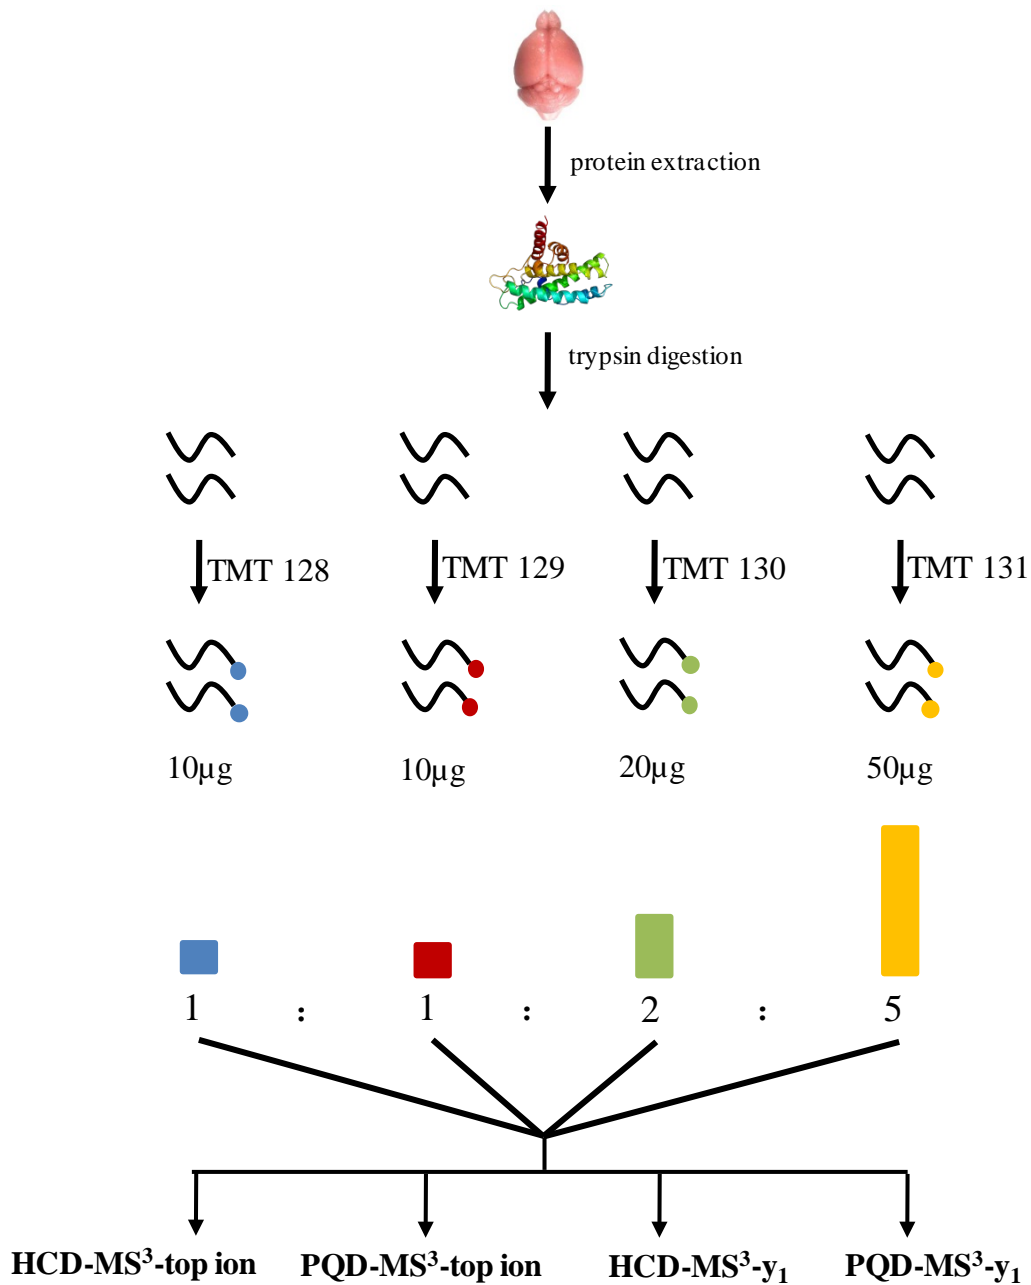 protein extraction
trypsin digestion
TMT 128 TMT 129 TMT 130 TMT 131
10µg 10µg 20µg 50µg
1 : 1 : 2 : 5
HCD-MS³-top ion PQD-MS³-top ion HCD-MS³-y₁ PQD-MS³-y₁